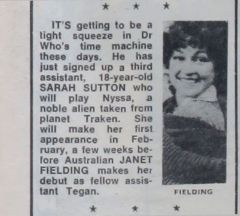 IT'S getting to be a
tight squeeze in Dr
Who's time machine
these days. He has
just signed up a third
assistant, 18-year-old
SARAH SUTTON who
will play Nyssa, a
noble alien taken from
planet Traken. She
will make her first
appearance in Feb-
ruary, a few weeks be-
fore Australian JANET
FIELDING makes her
debut as fellow assis-
tant Tegan.
FIELDING